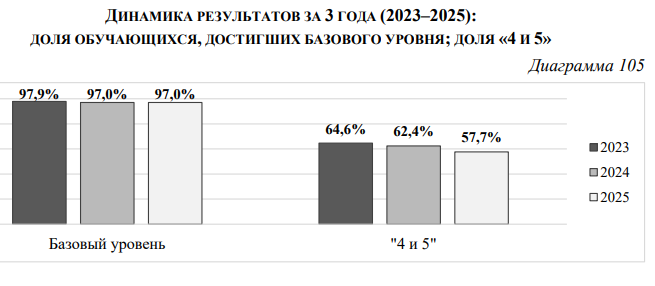 ДИНАМИКА РЕЗУЛЬТАТОВ ЗА 3 ГОДА (2023–2025):
ДОЛЯ ОБУЧАЮЩИХСЯ, ДОСТИГШИХ БАЗОВОГО УРОВНЯ; ДОЛЯ «4 И 5»
Диаграмма 105
97,9% 97,0% 97,0%
64,6% 62,4% 57,7%
2023
2024
2025
Базовый уровень "4 и 5"